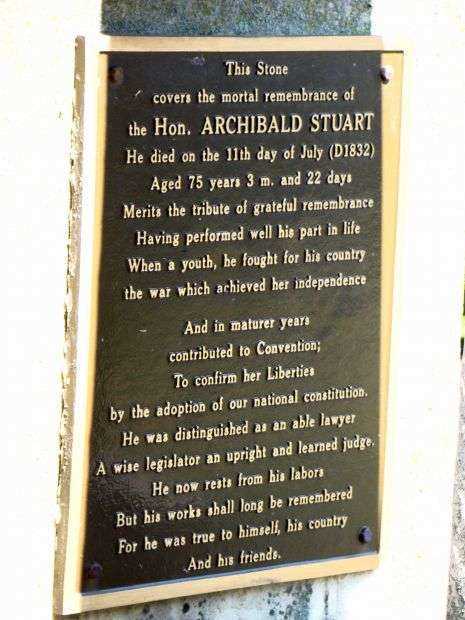 This Stone
covers the mortal remembrance of
the Hon. ARCHIBALD STUART
He died on the 11th day of July (D1832)
Aged 75 years 3 m. and 22 days
Merits the tribute of grateful remembrance
Having performed well his part in life
When a youth, he fought for his country
the war which achieved her independence
And in maturer years
contributed to Convention;
To confirm her Liberties
by the adoption of our national constitution.
He was distinguished as an able lawyer
A wise legislator an upright and learned judge.
He now rests from his labors
But his works shall long be remembered
For he was true to himself, his country
And his friends.